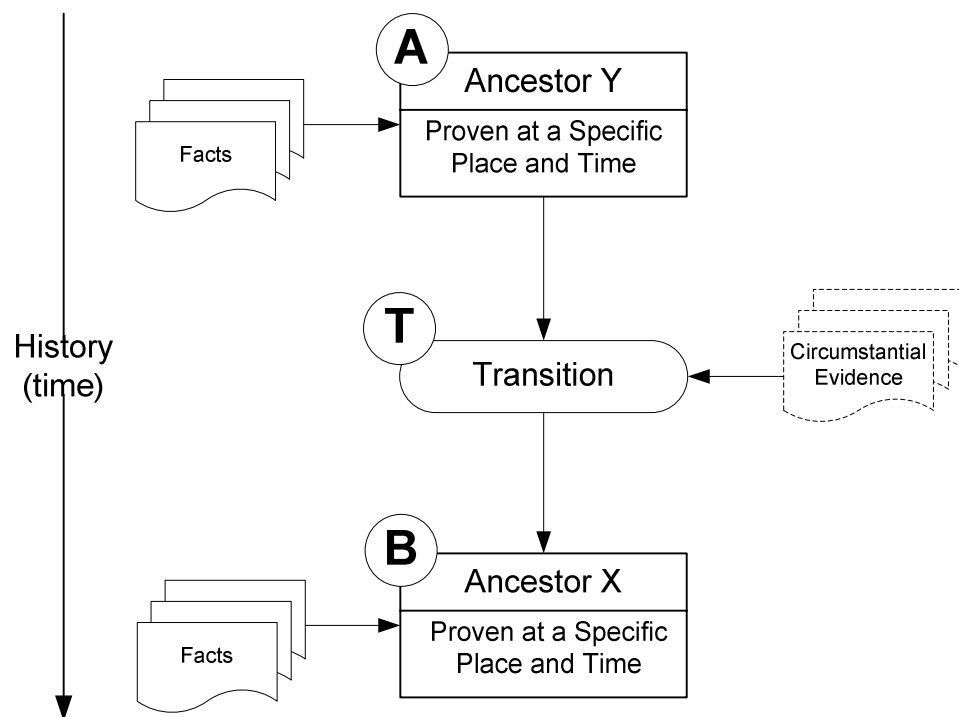 A
Ancestor Y
Proven at a Specific
Place and Time
Facts
History
(time)
T
Transition
Circumstantial
Evidence
B
Ancestor X
Proven at a Specific
Place and Time
Facts